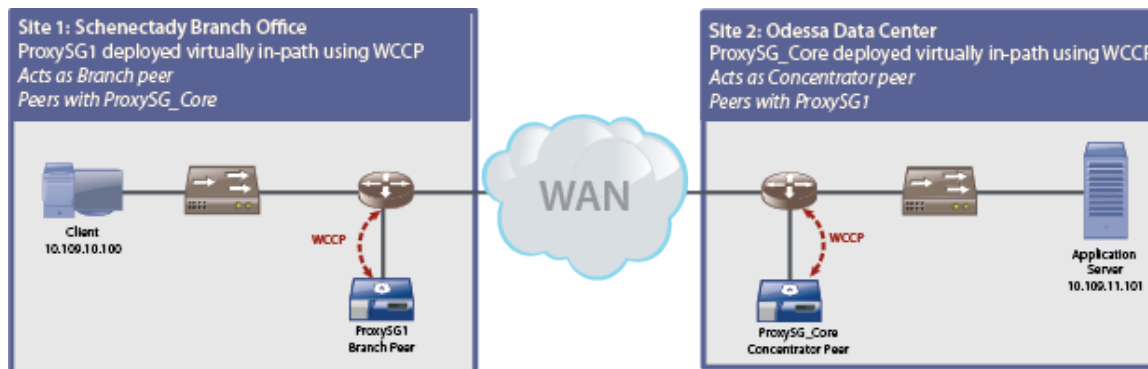 Site 1: Schenectady Branch Office
ProxySG1 deployed virtually in-path using WCCP
Acts as Branch peer
Peers with ProxySG_Core
Site 2: Odessa Data Center
ProxySG_Core deployed virtually in-path using WCCP
Acts as Concentrator peer
Peers with ProxySG1
Client
10.109.10.100
WCCP
ProxySG1
Branch Peer
WAN
WCCP
ProxySG_Core
Concentrator Peer
Application
Server
10.109.11.101